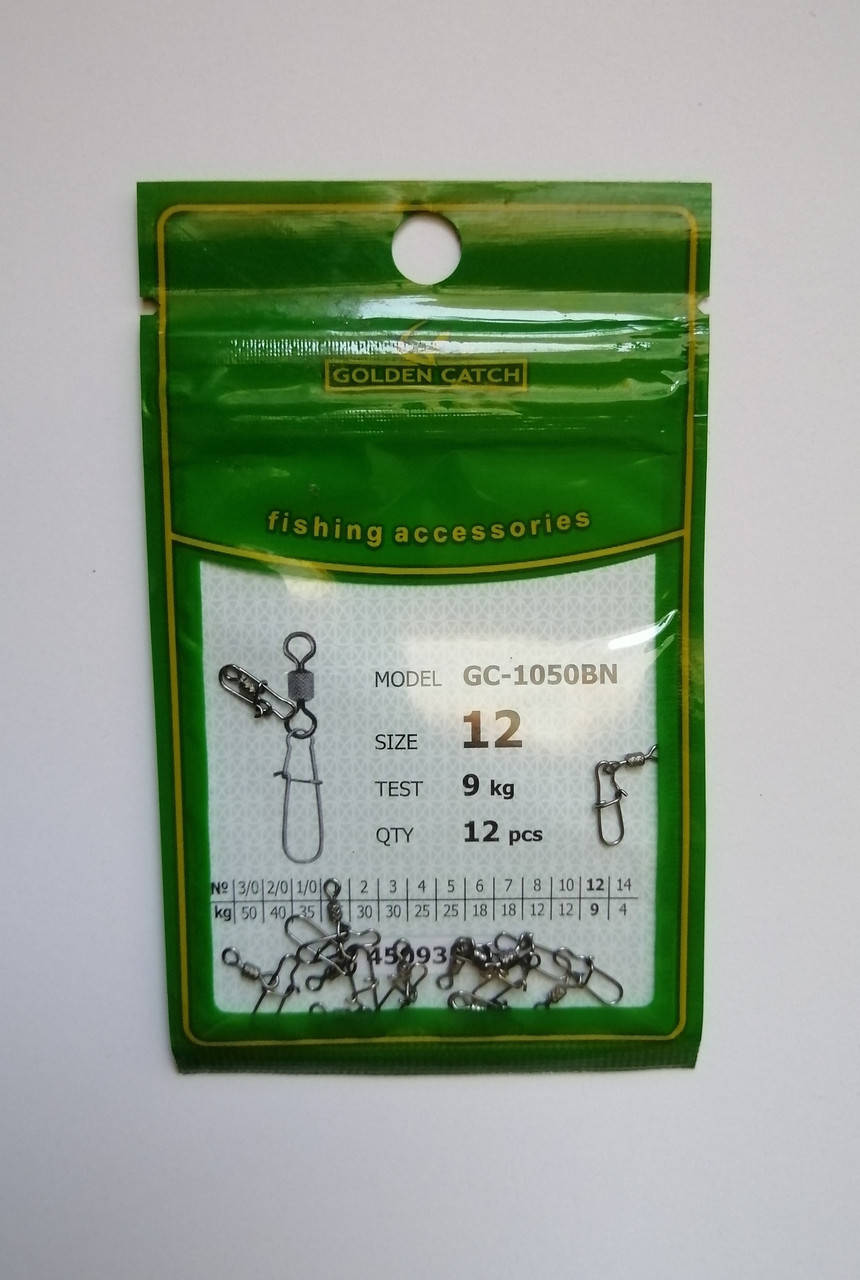 GOLDEN CATCH
fishing accessories
MODEL GC-1050BN
SIZE 12
TEST 9 kg
QTY 12 pcs
№ 3/0 2/0 1/0 2 3 4 5 6 7 8 10 12 14
kg 50 40 35 30 30 25 25 18 18 12 12 9 4